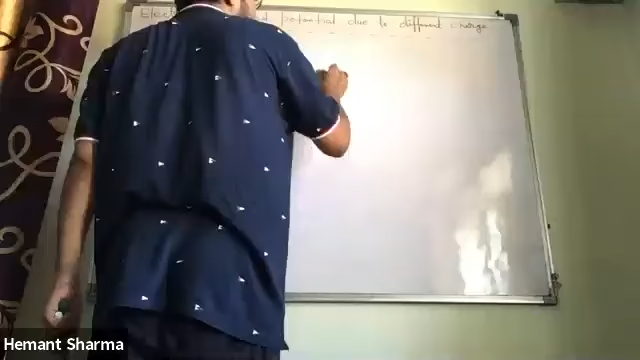 Elec d potential due to different charge
Hemant Sharma